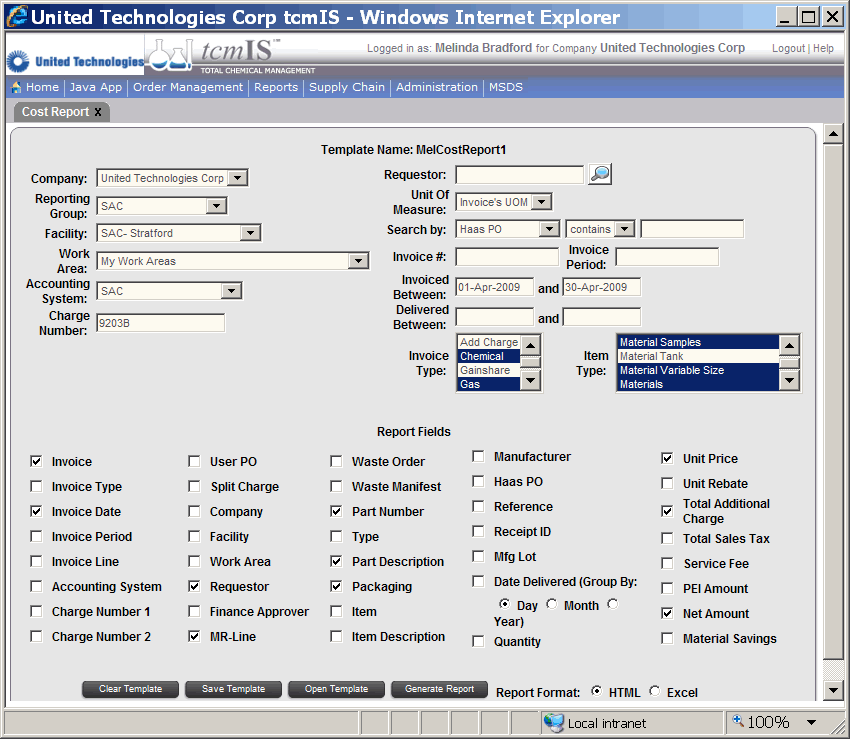 United Technologies Corp tcmIS - Windows Internet Explorer
United Technologies
tcmIS™
TOTAL CHEMICAL MANAGEMENT
Logged in as: Melinda Bradford for Company United Technologies Corp
Logout | Help
Home | Java App | Order Management | Reports | Supply Chain | Administration | MSDS
Cost Report x
Template Name: MelCostReport1
Company: United Technologies Corp
Reporting Group: SAC
Facility: SAC- Stratford
Work Area: My Work Areas
Accounting System: SAC
Charge Number: 9203B
Requestor:
Unit Of Measure: Invoice's UOM
Search by: Haas PO contains
Invoice #:
Invoice Period:
Invoiced Between: 01-Apr-2009 and 30-Apr-2009
Delivered Between: and
Invoice Type:
Add Charge
Chemical
Gainshare
Gas
Item Type:
Material Samples
Material Tank
Material Variable Size
Materials
Report Fields
Invoice
Invoice Type
Invoice Date
Invoice Period
Invoice Line
Accounting System
Charge Number 1
Charge Number 2
User PO
Split Charge
Company
Facility
Work Area
Requestor
Finance Approver
MR-Line
Waste Order
Waste Manifest
Part Number
Type
Part Description
Packaging
Item
Item Description
Manufacturer
Haas PO
Reference
Receipt ID
Mfg Lot
Date Delivered (Group By:
Day Month
Year)
Quantity
Unit Price
Unit Rebate
Total Additional
Charge
Total Sales Tax
Service Fee
PEI Amount
Net Amount
Material Savings
Clear Template Save Template Open Template Generate Report Report Format: HTML Excel
Local intranet
100%